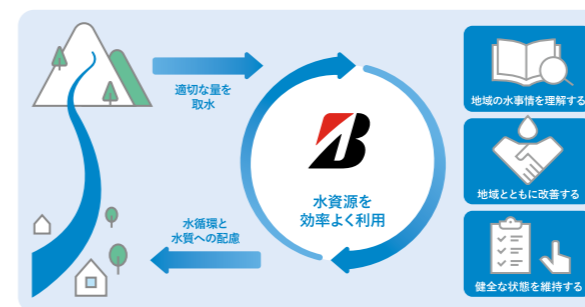 適切な量を
取水
水資源を
効率よく利用
水循環と
水質への配慮
地域の水事情を理解する
地域とともに改善する
健全な状態を維持する